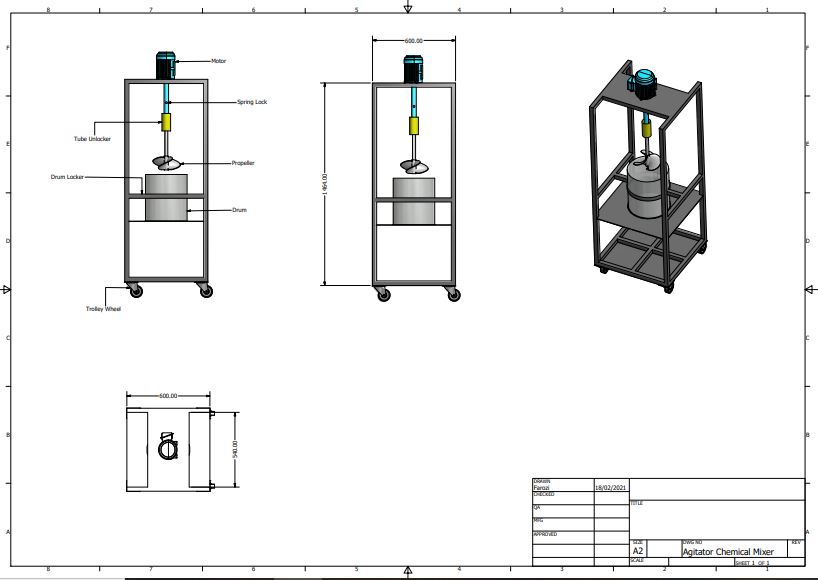 8 7 6 5 4 3 2 1
F
E
D
C
B
A
F
E
D
C
B
A
Motor
Spring Lock
Tube Unlocker
Propeller
Drum Locker
Drum
Trolley Wheel
600.00
1464.00
600.00
540.00
DRAWN
Farozi 18/02/2021
CHECKED
QA
MFG
APPROVED
TITLE
SIZE
A2
DWG NO
Agitator Chemical Mixer
REV
SCALE
SHEET 1 OF 1
8 7 6 5 4 3 2 1